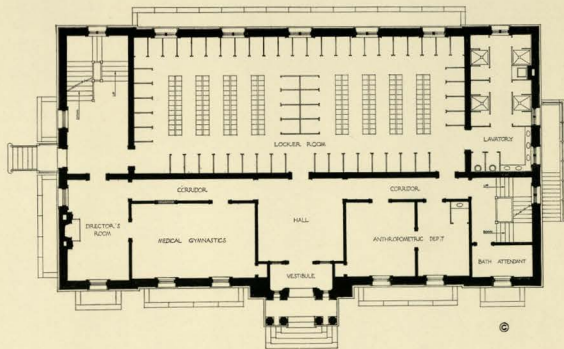 LOCKER ROOM
LAVATORY
CORRIDOR
CORRIDOR
DIRECTOR'S
ROOM
MEDICAL GYMNASTICS
HALL
ANTHROPOMETRIC DEP'T
BATH ATTENDANT
VESTIBULE
©